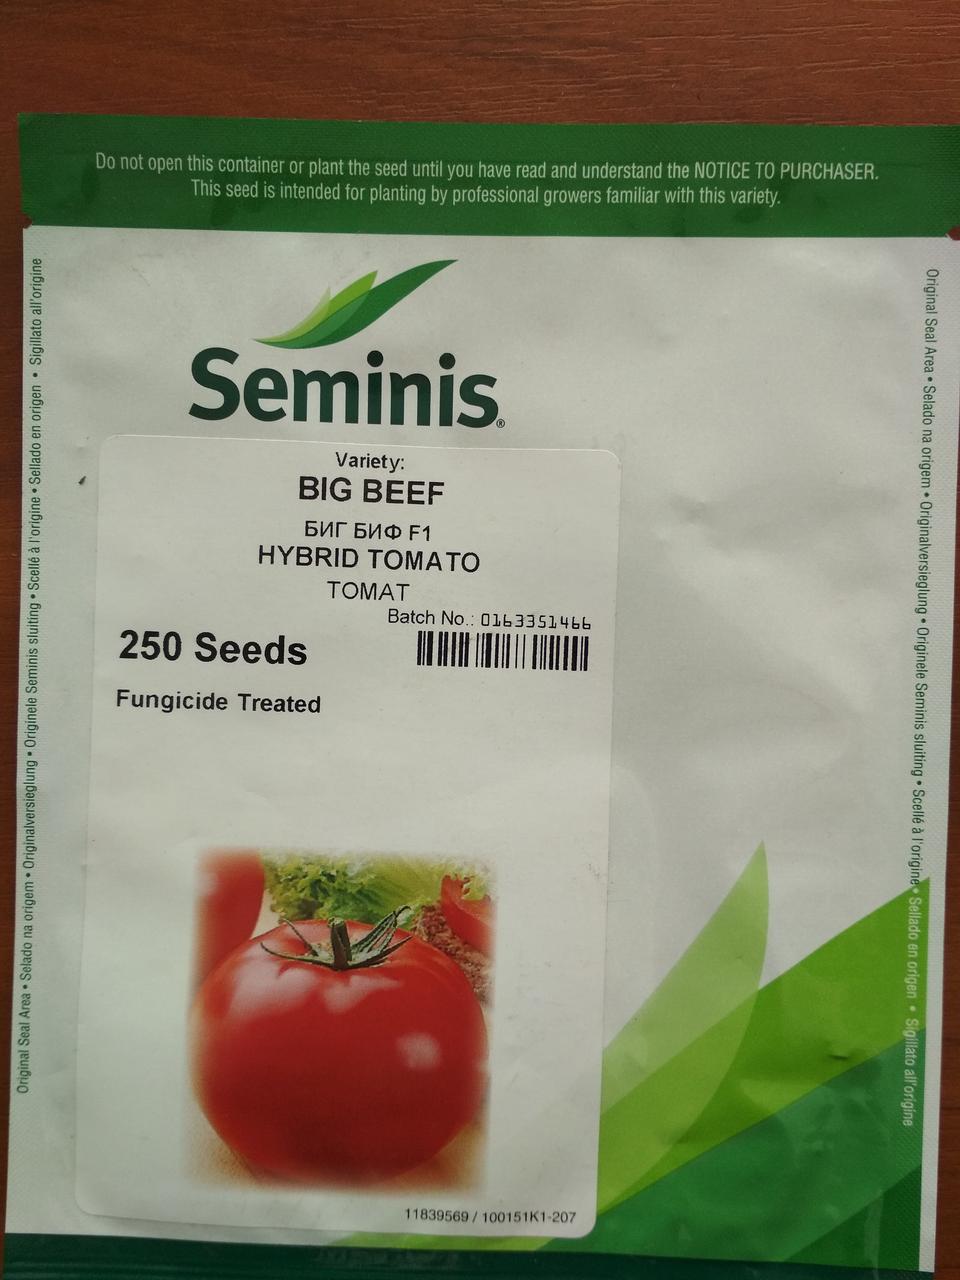 Do not open this container or plant the seed until you have read and understand the NOTICE TO PURCHASER.
This seed is intended for planting by professional growers familiar with this variety.
Seminis®
Variety:
BIG BEEF
БИГ БИФ F1
HYBRID TOMATO
ТОМАТ
Batch No.: 0163351466
250 Seeds
Fungicide Treated
11839569 / 100151K1-207
Original Seal Area • Selado na origem • Originalversieglung • Originele Seminis sluiting • Scellé à l'origine • Sellado en origen • Sigillato all'origine
Original Seal Area • Selado na origem • Originalversieglung • Originele Seminis sluiting • Scellé à l'origine • Sellado en origen • Sigillato all'origine